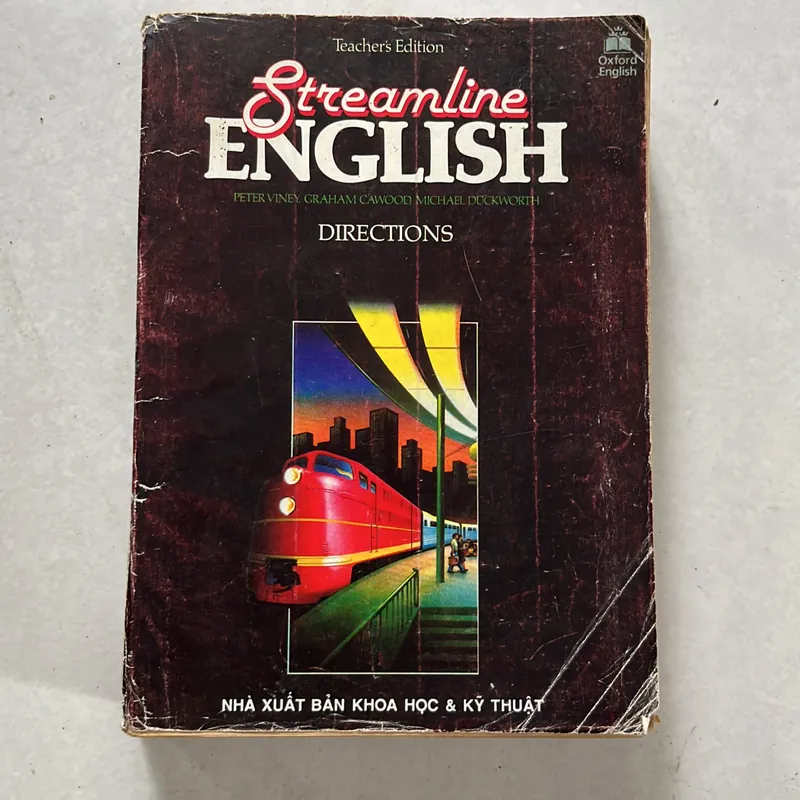 Teacher's Edition
Oxford
English
Streamline
ENGLISH
PETER VINEY, GRAHAM CAWOOD, MICHAEL DUCKWORTH
DIRECTIONS
NHÀ XUẤT BẢN KHOA HỌC & KỸ THUẬT